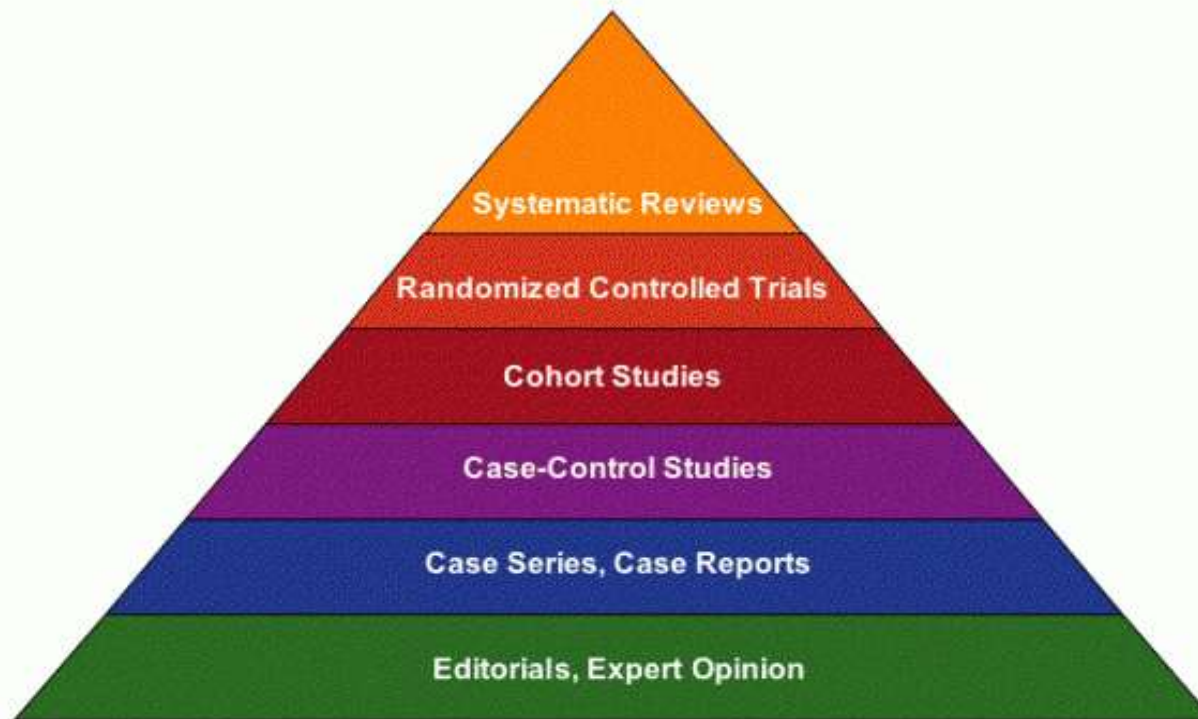 Systematic Reviews
Randomized Controlled Trials
Cohort Studies
Case-Control Studies
Case Series, Case Reports
Editorials, Expert Opinion